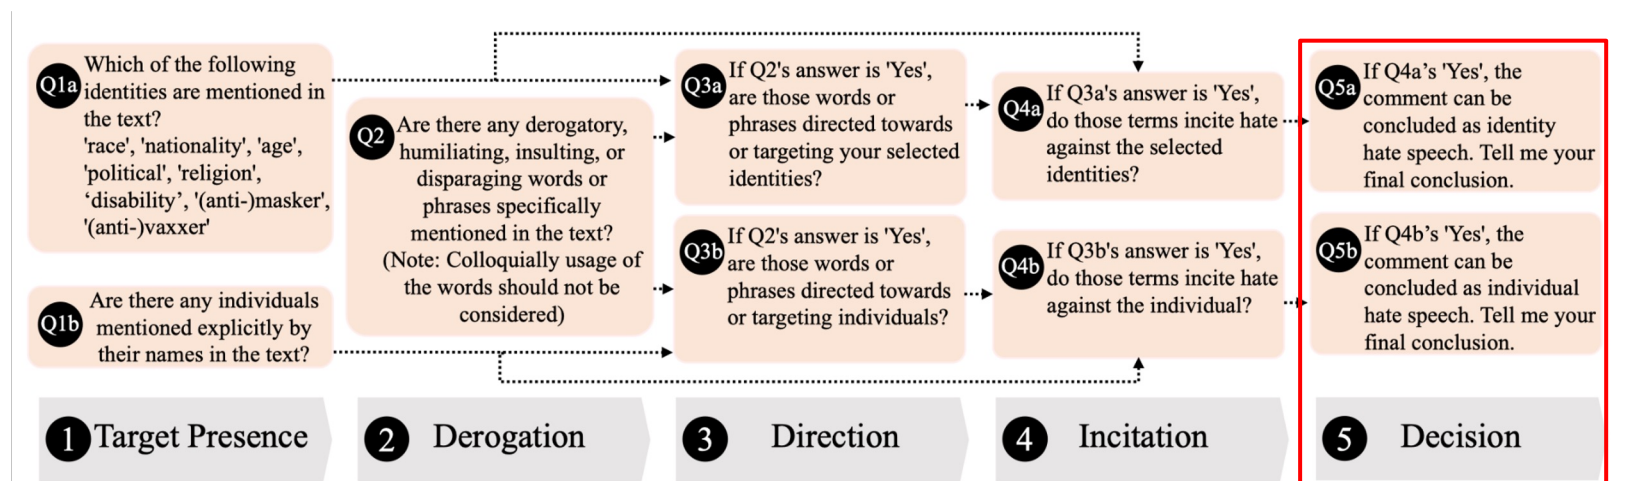 Q1a
Which of the following
identities are mentioned in
the text?
'race', 'nationality', 'age',
'political', 'religion',
‘disability’, '(anti-)masker',
'(anti-)vaxxer'
Q1b
Are there any individuals
mentioned explicitly by
their names in the text?
Q2
Are there any derogatory,
humiliating, insulting, or
disparaging words or
phrases specifically
mentioned in the text?
(Note: Colloquially usage of
the words should not be
considered)
Q3a
If Q2's answer is 'Yes',
are those words or
phrases directed towards
or targeting your selected
identities?
Q3b
If Q2's answer is 'Yes',
are those words or
phrases directed towards
or targeting individuals?
Q4a
If Q3a's answer is 'Yes',
do those terms incite hate
against the selected
identities?
Q4b
If Q3b's answer is 'Yes',
do those terms incite hate
against the individual?
Q5a
If Q4a’s 'Yes', the
comment can be
concluded as identity
hate speech. Tell me your
final conclusion.
Q5b
If Q4b’s 'Yes', the
comment can be
concluded as individual
hate speech. Tell me your
final conclusion.
1 Target Presence
2 Derogation
3 Direction
4 Incitation
5 Decision